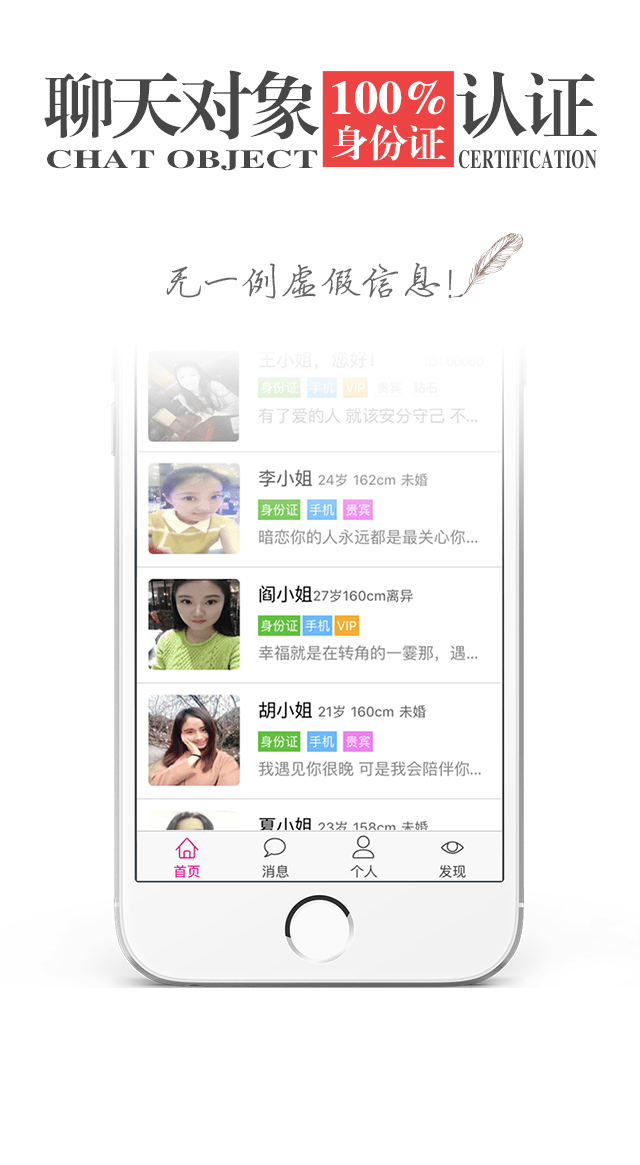 聊天对象 100% 身份证 认证
CHAT OBJECT CERTIFICATION
无一例虚假信息!
王小姐，您好!
身份证 手机 VIP 贵宾 钻石
有了爱的人 就该安分守己 不...
李小姐 24岁 162cm 未婚
身份证 手机 贵宾
暗恋你的人永远都是最关心你...
阎小姐27岁160cm离异
身份证 手机 VIP
幸福就是在转角的一霎那，遇...
胡小姐 21岁 160cm 未婚
身份证 手机 贵宾
我遇见你很晚 可是我会陪伴你...
夏小姐 23岁 158cm 未婚
首页 消息 个人 发现